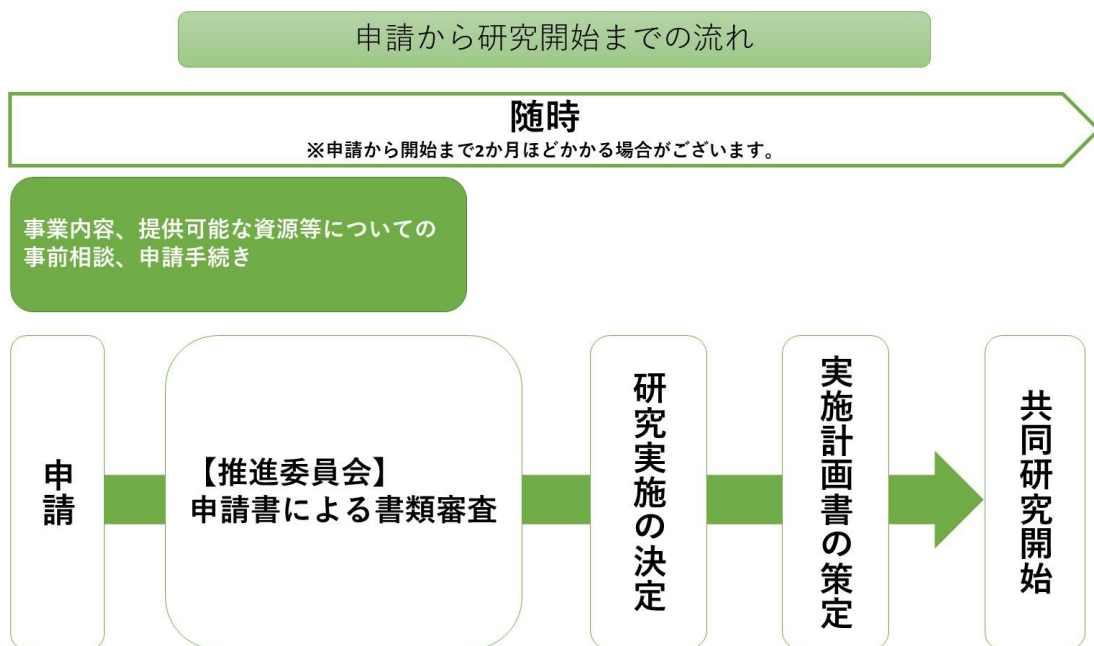 申請から研究開始までの流れ
随時
※申請から開始まで2か月ほどかかる場合がございます。
事業内容、提供可能な資源等についての
事前相談、申請手続き
申請
【推進委員会】
申請書による書類審査
研究実施の決定
実施計画書の策定
共同研究開始